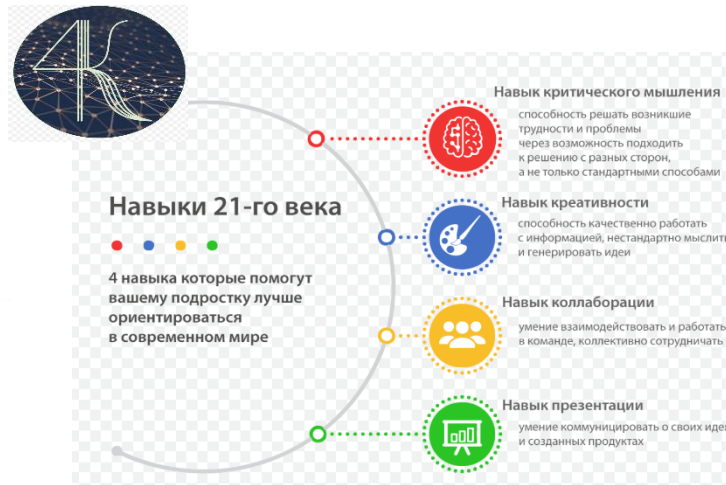 4K
Навык критического мышления
способность решать возникшие
трудности и проблемы
через возможность подходить
к решению с разных сторон,
а не только стандартными способами
Навыки 21-го века
4 навыка которые помогут
вашему подростку лучше
ориентироваться
в современном мире
Навык креативности
способность качественно работать
с информацией, нестандартно мыслить
и генерировать идеи
Навык коллаборации
умение взаимодействовать и работать
в команде, коллективно сотрудничать
Навык презентации
умение коммуницировать о своих
и созданных продуктах